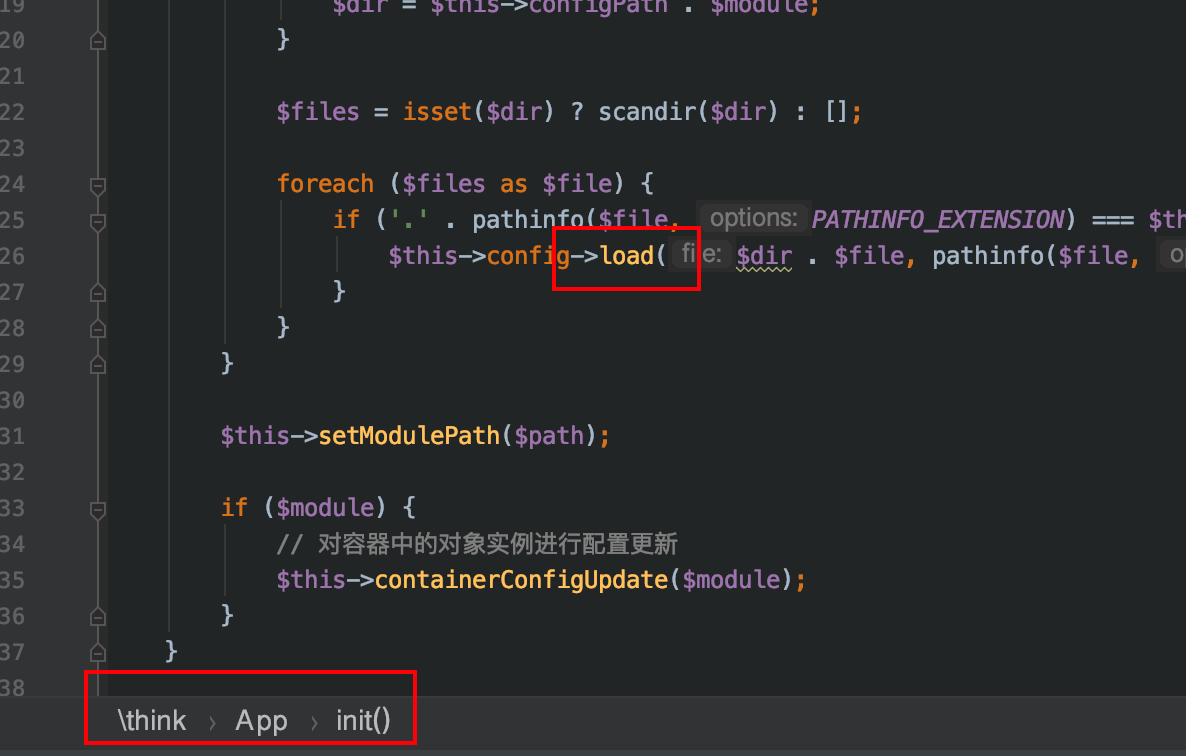 19 $dir = $this->configPath . $module;
20 }
21
22 $files = isset($dir) ? scandir($dir) : [];
23
24 foreach ($files as $file) {
25 if ('.' . pathinfo($file, options: PATHINFO_EXTENSION) === $th
26 $this->config->load( file: $dir . $file, pathinfo($file, op
27 }
28 }
29 }
30
31 $this->setModulePath($path);
32
33 if ($module) {
34 // 对容器中的对象实例进行配置更新
35 $this->containerConfigUpdate($module);
36 }
37 }
38
\think › App › init()